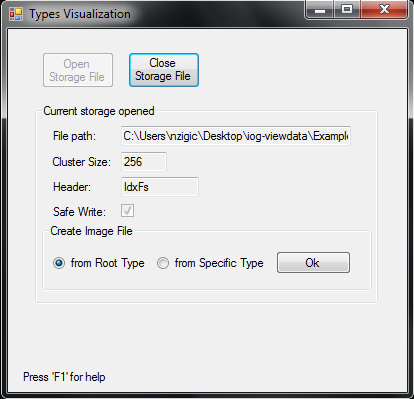 Types Visualization
Open
Storage File
Close
Storage File
Current storage opened
File path: C:\Users\nzigic\Desktop\iog-viewdata\Example
Cluster Size: 256
Header: IdxFs
Safe Write:
Create Image File
from Root Type from Specific Type Ok
Press 'F1' for help